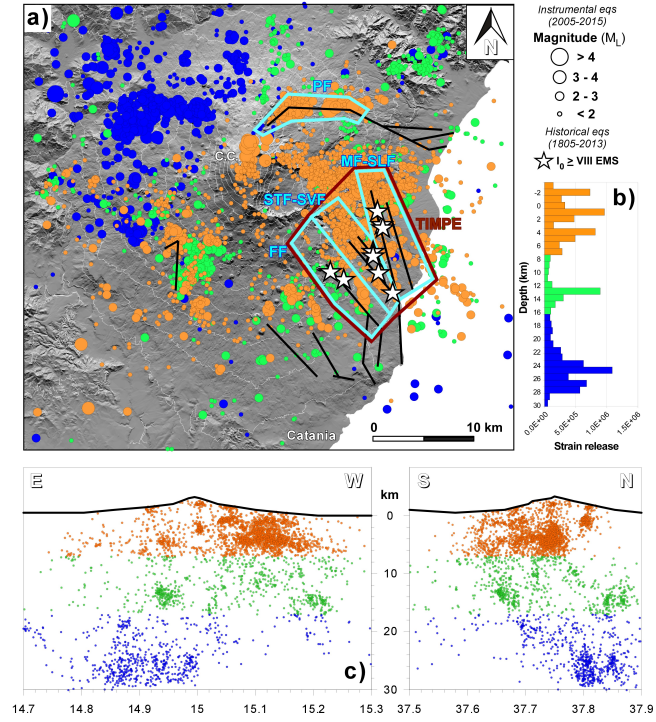 a)
N
PF
C.C.
MF-SLF
STF-SVF
TIMPE
FF
Catania
0
10 km
Instrumental eqs
(2005-2015)
Magnitude (ML)
> 4
3 - 4
2 - 3
< 2
Historical eqs
(1805-2013)
I0 ≥ VIII EMS
b)
Depth (km)
-2
0
2
4
6
8
10
12
14
16
18
20
22
24
26
28
30
0.0E+00
5.0E+05
1.0E+06
1.5E+06
Strain release
E
W
km
S
N
0
10
20
30
c)
14.7
14.8
14.9
15
15.1
15.2
15.3
37.5
37.6
37.7
37.8
37.9